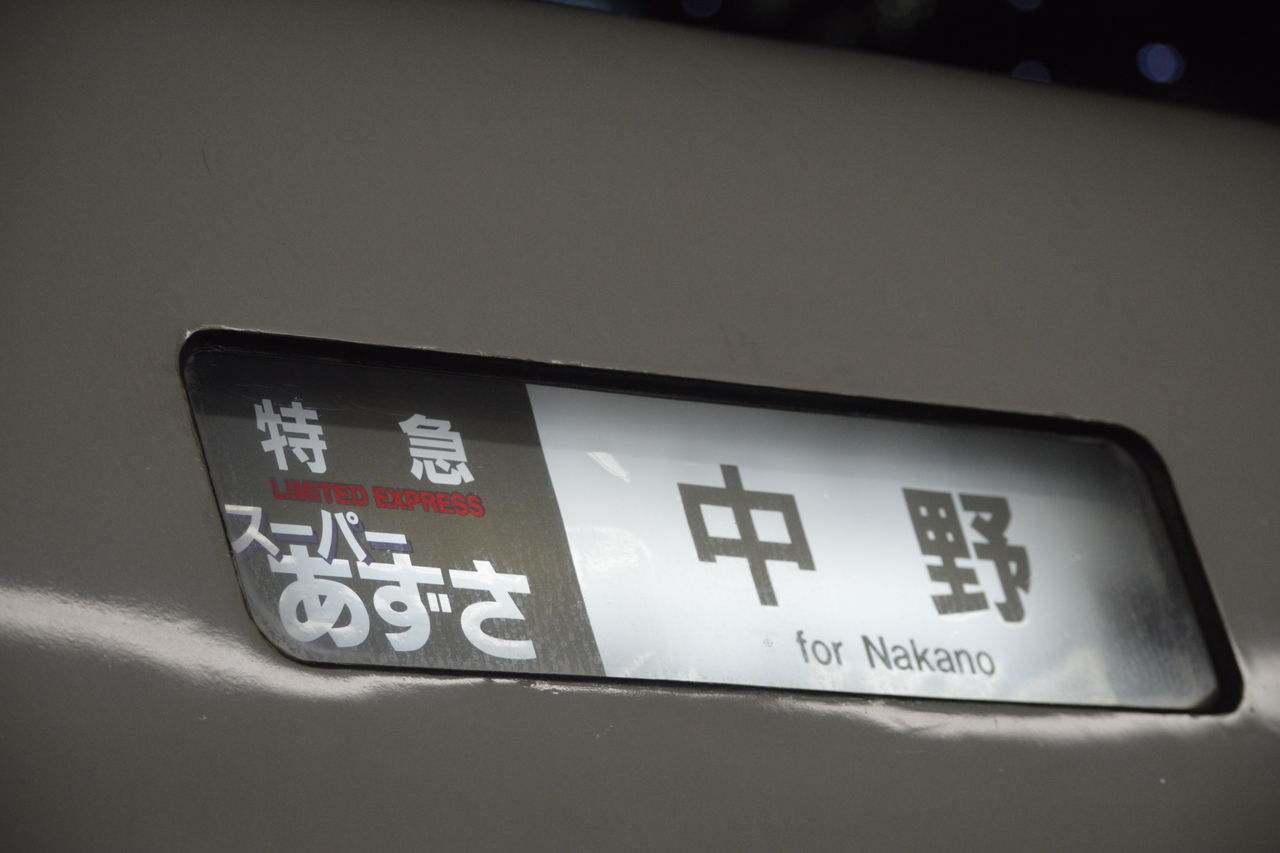 特急
LIMITED EXPRESS
スーパー
あずさ
中野
for Nakano